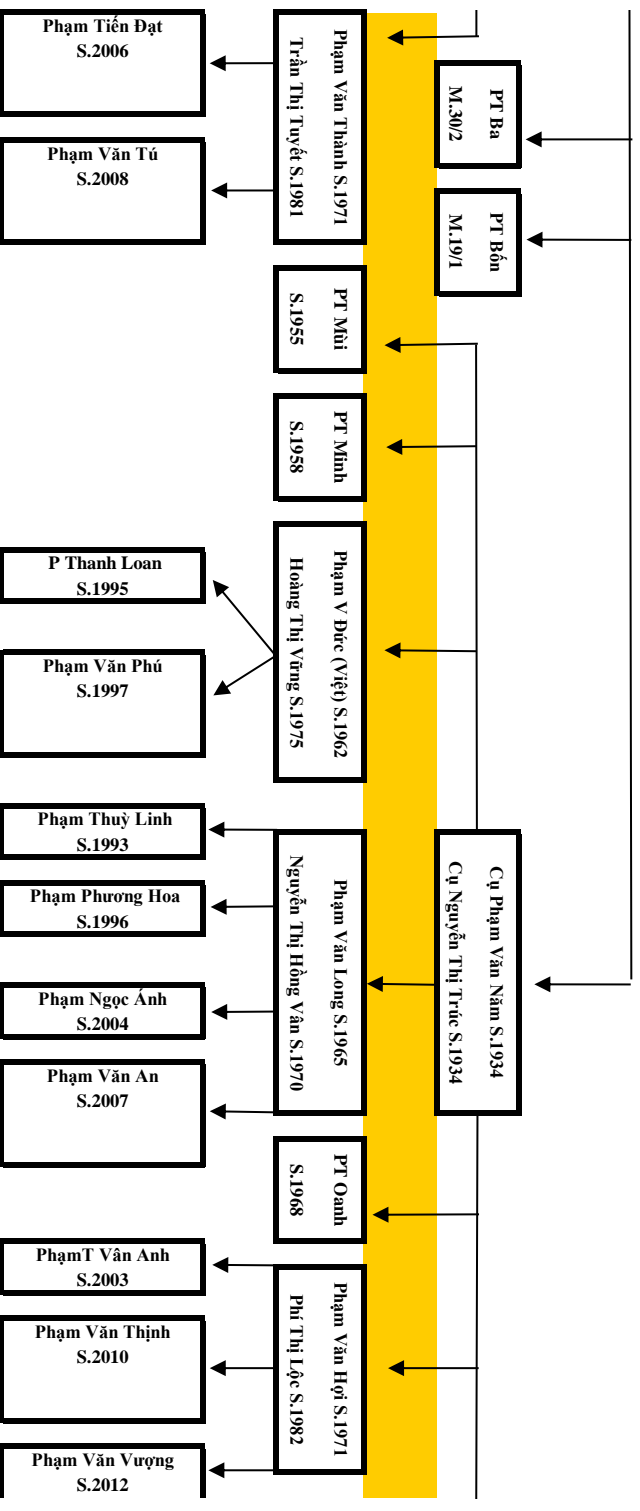 Phạm Tiến Đạt
S.2006
Phạm Văn Tú
S.2008
Phạm Văn Thành S.1971
Trần Thị Tuyết S.1981
PT Ba
M.30/2
PT Bốn
M.19/1
PT Mùi
S.1955
PT Minh
S.1958
Phạm V Đức (Việt) S.1962
Hoàng Thị Vững S.1975
P Thanh Loan
S.1995
Phạm Văn Phú
S.1997
Cụ Phạm Văn Năm S.1934
Cụ Nguyễn Thị Trúc S.1934
Phạm Văn Long S.1965
Nguyễn Thị Hồng Vân S.1970
Phạm Thuỳ Linh
S.1993
Phạm Phương Hoa
S.1996
Phạm Ngọc Ánh
S.2004
Phạm Văn An
S.2007
PT Oanh
S.1968
Phạm Văn Hợi S.1971
Phí Thị Lộc S.1982
PhạmT Vân Anh
S.2003
Phạm Văn Thịnh
S.2010
Phạm Văn Vượng
S.2012